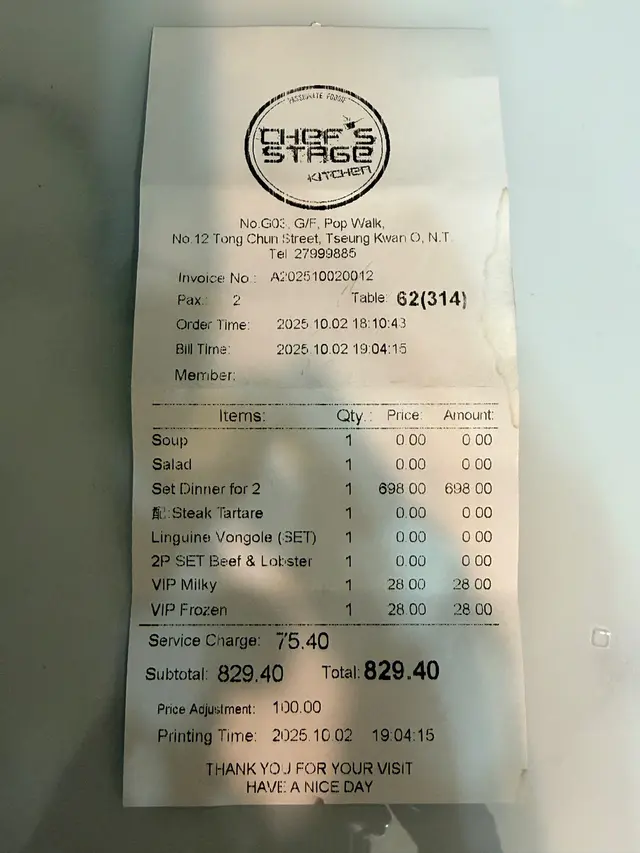 PASSIONATE FOODS
CHEF'S
STAGE
KITCHEN
No.G03, G/F, Pop Walk,
No.12 Tong Chun Street, Tseung Kwan O, N.T.
Tel: 27999885
Invoice No.: A202510020012
Pax.: 2 Table: 62(314)
Order Time: 2025.10.02 18:10:43
Bill Time: 2025.10.02 19:04:15
Member:
Items: Qty.: Price: Amount:
Soup 1 0.00 0.00
Salad 1 0.00 0.00
Set Dinner for 2 1 698.00 698.00
配:Steak Tartare 1 0.00 0.00
Linguine Vongole (SET) 1 0.00 0.00
2P SET Beef & Lobster 1 0.00 0.00
VIP Milky 1 28.00 28.00
VIP Frozen 1 28.00 28.00
Service Charge: 75.40
Subtotal: 829.40 Total: 829.40
Price Adjustment: 100.00
Printing Time: 2025.10.02 19:04:15
THANK YOU FOR YOUR VISIT
HAVE A NICE DAY